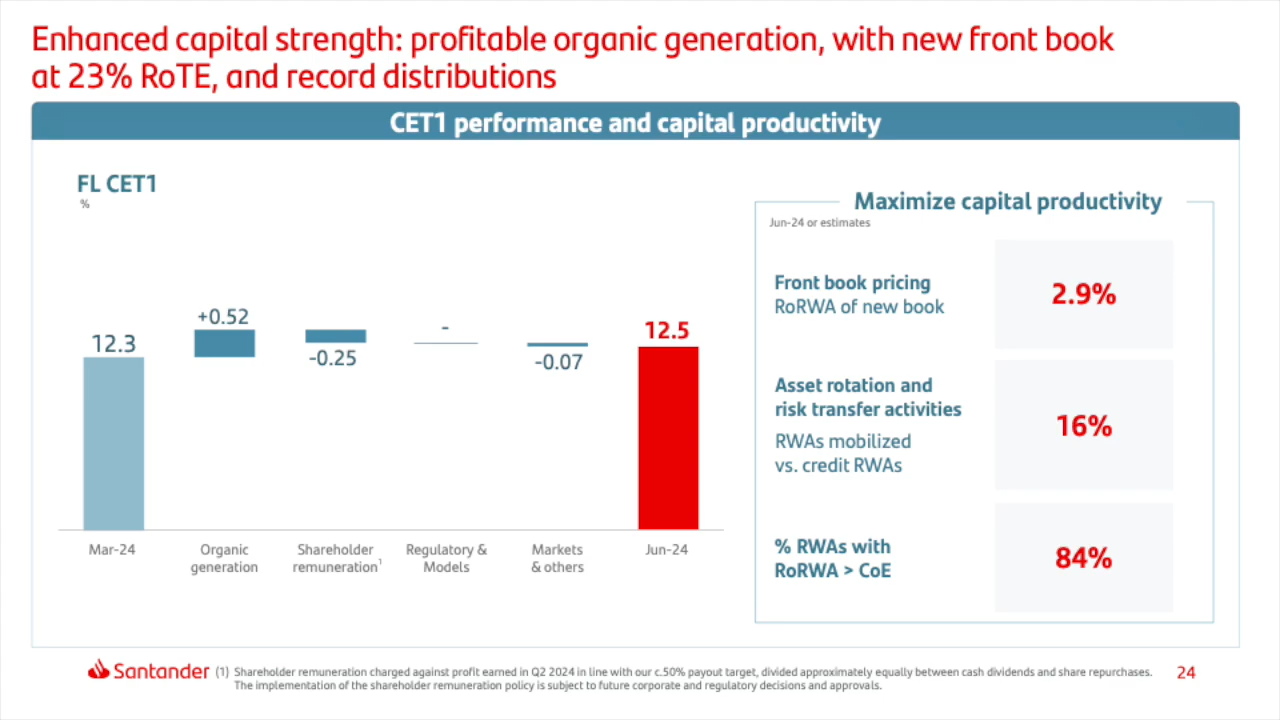 Enhanced capital strength: profitable organic generation, with new front book
at 23% RoTE, and record distributions
CET1 performance and capital productivity
FL CET1
%
12.3
+0.52
-0.25
-
-0.07
12.5
Mar-24
Organic
generation
Shareholder
remuneration¹
Regulatory &
Models
Markets
& others
Jun-24
Maximize capital productivity
Jun-24 or estimates
Front book pricing
RoRWA of new book
2.9%
Asset rotation and
risk transfer activities
RWAs mobilized
vs. credit RWAs
16%
% RWAs with
RoRWA > CoE
84%
Santander
(1) Shareholder remuneration charged against profit earned in Q2 2024 in line with our c.50% payout target, divided approximately equally between cash dividends and share repurchases.
The implementation of the shareholder remuneration policy is subject to future corporate and regulatory decisions and approvals.
24